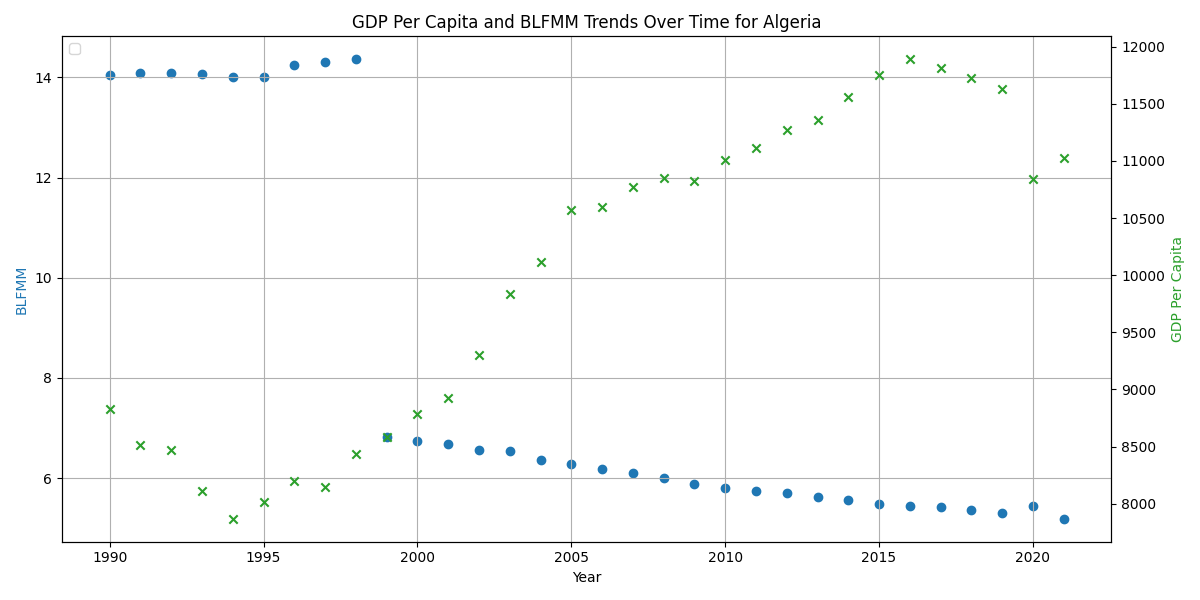 GDP Per Capita and BLFMM Trends Over Time for Algeria
BLFMM
14
12
10
8
6
12000
11500
11000
10500
10000
9500
9000
8500
8000
GDP Per Capita
1990 1995 2000 2005 2010 2015 2020
Year